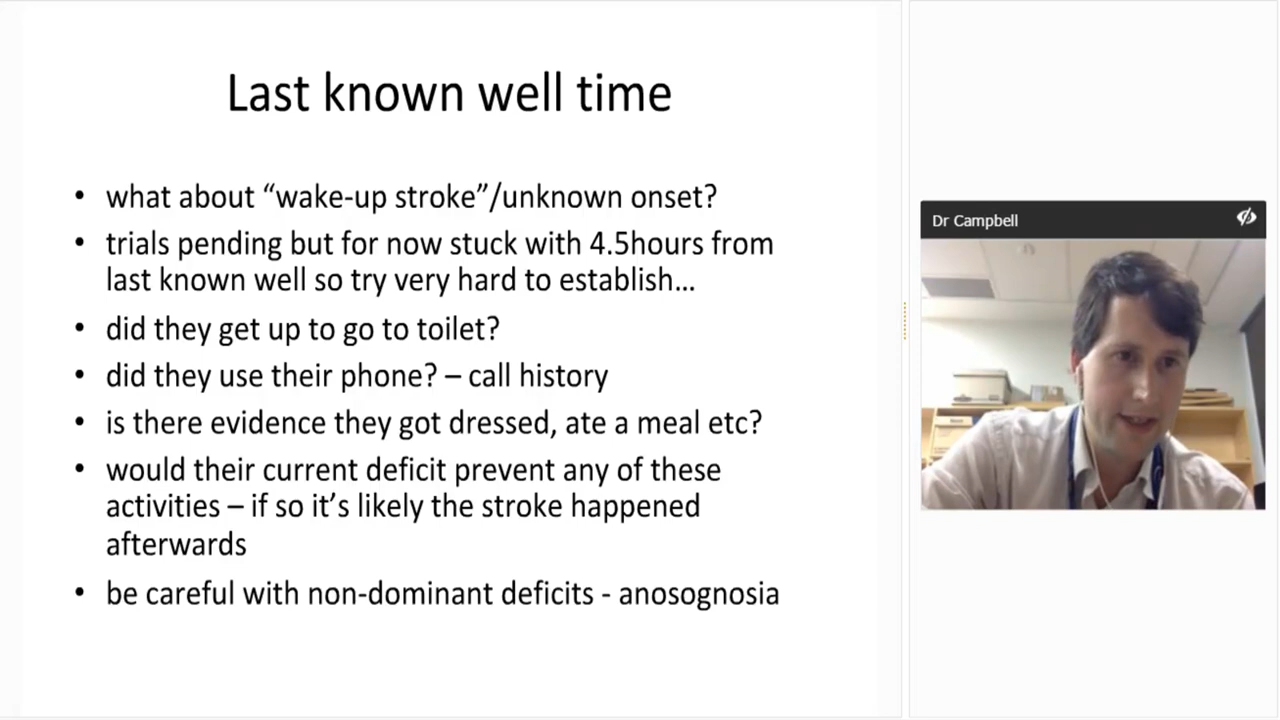 Last known well time
• what about “wake-up stroke”/unknown onset?
• trials pending but for now stuck with 4.5hours from
last known well so try very hard to establish…
• did they get up to go to toilet?
• did they use their phone? – call history
• is there evidence they got dressed, ate a meal etc?
• would their current deficit prevent any of these
activities – if so it’s likely the stroke happened
afterwards
• be careful with non-dominant deficits - anosognosia
Dr Campbell